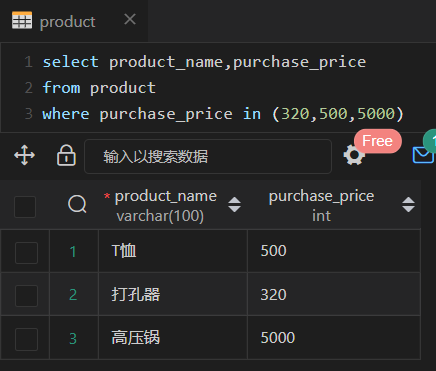 product
1 select product_name,purchase_price
2 from product
3 where purchase_price in (320,500,5000)
输入以搜索数据
Free
1
* product_name purchase_price
varchar(100) int
1 T恤 500
2 打孔器 320
3 高压锅 5000